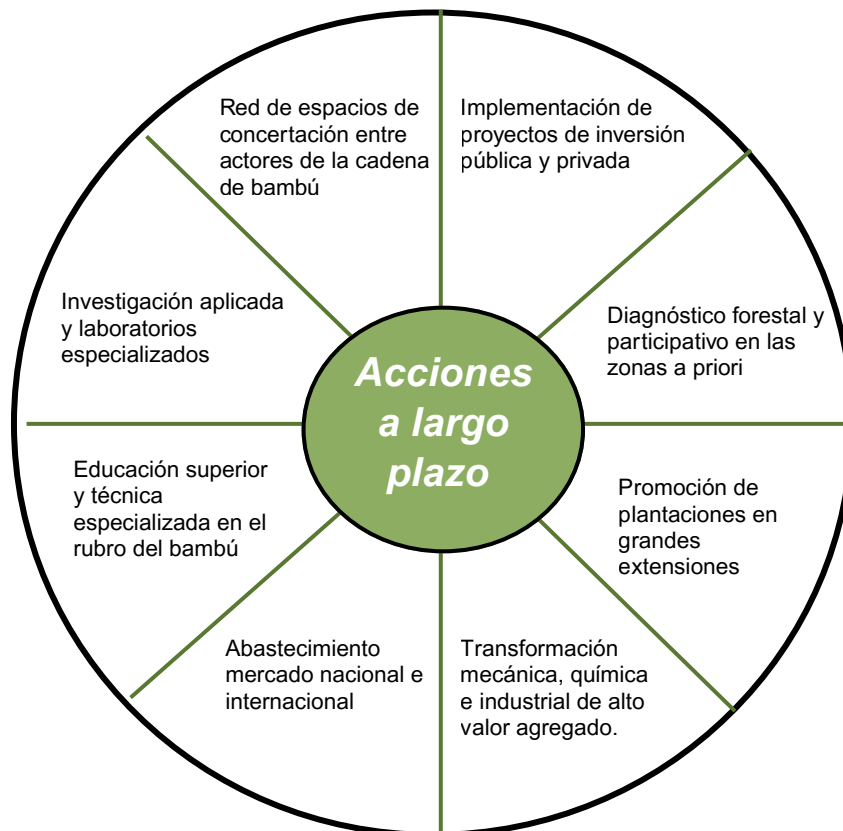 Red de espacios de
concertación entre
actores de la cadena
de bambú
Implementación de
proyectos de inversión
pública y privada
Investigación aplicada
y laboratorios
especializados
Diagnóstico forestal y
participativo en las
zonas a priori
Acciones
a largo
plazo
Educación superior
y técnica
especializada en el
rubro del bambú
Promoción de
plantaciones en
grandes
extensiones
Abastecimiento
mercado nacional e
internacional
Transformación
mecánica, química
e industrial de alto
valor agregado.